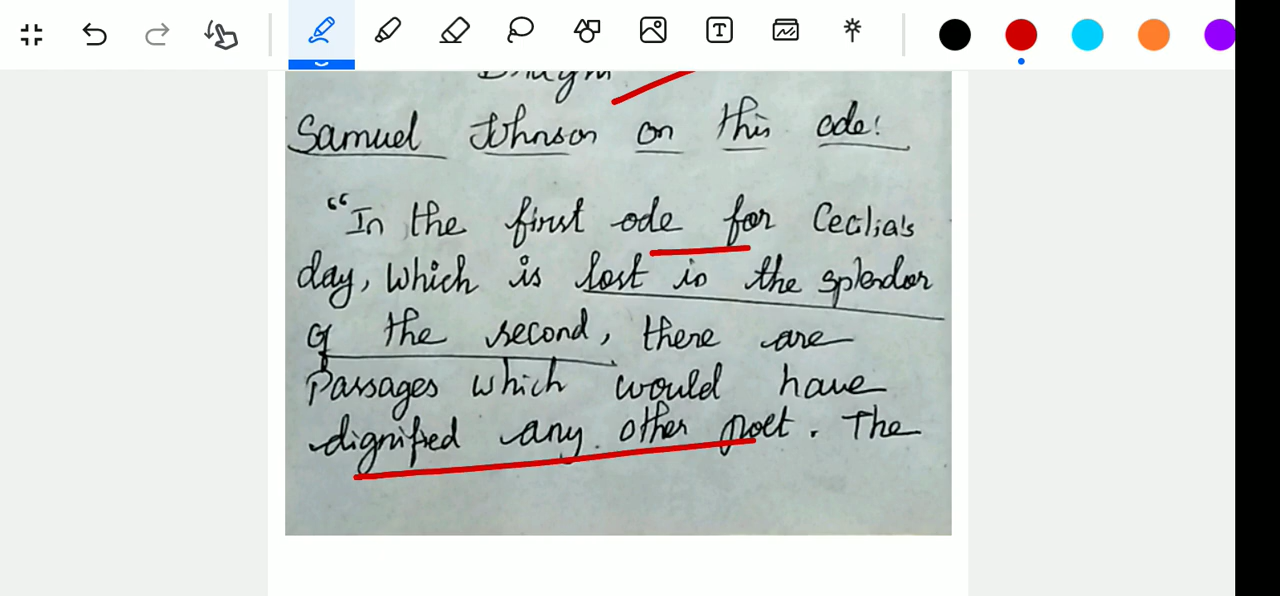 Samuel Johnson on this ode:
"In the first ode for Cecilia's
day, which is lost in the splendor
of the second, there are
passages which would have
dignified any other poet. The